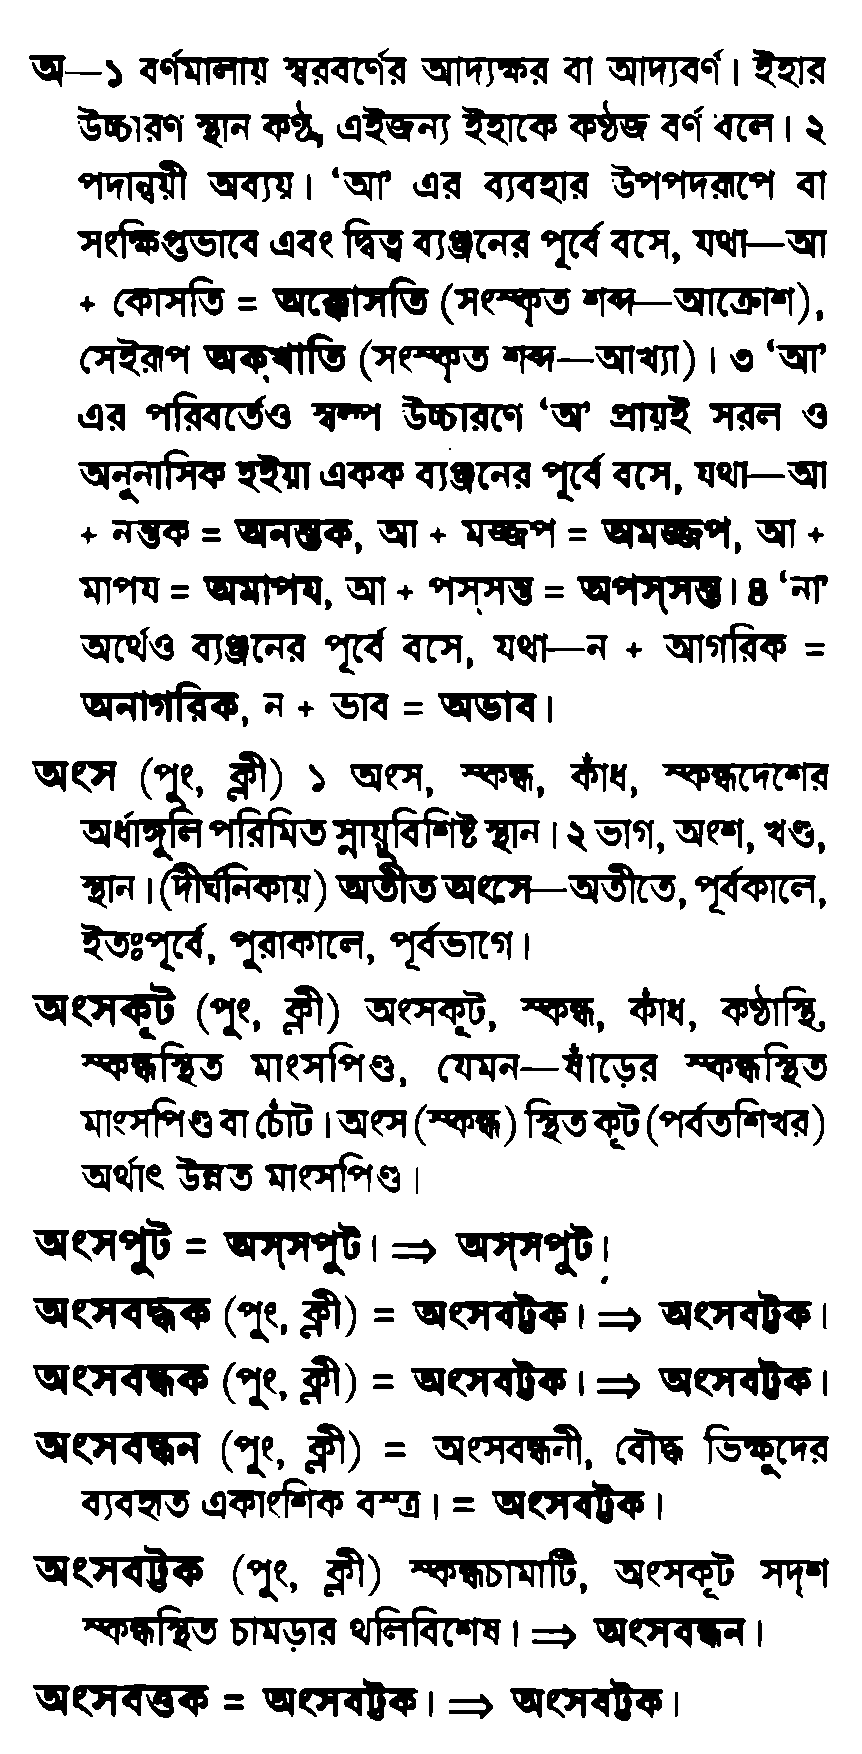 অ—১ বর্ণমালায় স্বরবর্ণের আদ্যক্ষর বা আদ্যবর্ণ। ইহার
উচ্চারণ স্থান কণ্ঠ, এইজন্য ইহাকে কণ্ঠজ বর্ণ বলে। ২
পদান্বয়ী অব্যয়। ‘আ’ এর ব্যবহার উপপদরূপে বা
সংক্ষিপ্তভাবে এবং দ্বিত্ব ব্যঞ্জনের পূর্বে বসে, যথা—আ
+ কোসতি = অক্কোসতি (সংস্কৃত শব্দ—আক্রোশ),
সেইরূপ অক্খাতি (সংস্কৃত শব্দ—আখ্যা)। ৩ ‘আ’
এর পরিবর্তেও স্বল্প উচ্চারণে ‘অ’ প্রায়ই সরল ও
অনুনাসিক হইয়া একক ব্যঞ্জনের পূর্বে বসে, যথা—আ
+ নন্তক = অনন্তক, আ + মজ্জপ = অমজ্জপ, আ +
মাপয = অমাপয, আ + পস্সন্ত = অপস্সন্ত। ৪ ‘না’
অর্থেও ব্যঞ্জনের পূর্বে বসে, যথা—ন + আগরিক =
অনাগরিক, ন + ভাব = অভাব।
অংস (পুং, ক্লী) ১ অংস, স্কন্ধ, কাঁধ, স্কন্ধদেশের
অর্ধাঙ্গুলি পরিমিত স্নায়ুবিশিষ্ট স্থান। ২ ভাগ, অংশ, খণ্ড,
স্থান। (দীর্ঘনিকায়) অতীত অংসে—অতীতে, পূর্বকালে,
ইতঃপূর্বে, পুরাকালে, পূর্বভাগে।
অংসকূট (পুং, ক্লী) অংসকূট, স্কন্ধ, কাঁধ, কণ্ঠাস্থি,
স্কন্ধস্থিত মাংসপিণ্ড, যেমন—ষাঁড়ের স্কন্ধস্থিত
মাংসপিণ্ড বা চোঁট। অংস (স্কন্ধ) স্থিত কূট (পর্বতশিখর)
অর্থাৎ উন্নত মাংসপিণ্ড।
অংসপুট = অস্সপুট। ⇒ অস্সপুট।
অংসবদ্ধক (পুং, ক্লী) = অংসবট্টক। ⇒ অংসবট্টক।
অংসবন্ধক (পুং, ক্লী) = অংসবট্টক। ⇒ অংসবট্টক।
অংসবন্ধন (পুং, ক্লী) = অংসবন্ধনী, বৌদ্ধ ভিক্ষুদের
ব্যবহৃত একাংশিক বস্ত্র। = অংসবট্টক।
অংসবট্টক (পুং, ক্লী) স্কন্ধচামাটি, অংসকূট সদৃশ
স্কন্ধস্থিত চামড়ার থলিবিশেষ। ⇒ অংসবন্ধন।
অংসবত্তক = অংসবট্টক। ⇒ অংসবট্টক।